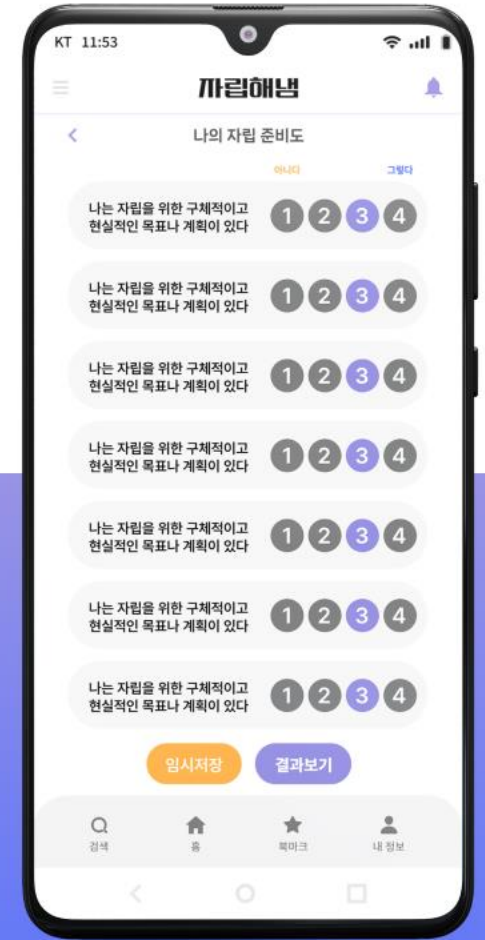 KT 11:53
자립해냄
나의 자립 준비도
아니다 그렇다
나는 자립을 위한 구체적이고
현실적인 목표나 계획이 있다
1 2 3 4
나는 자립을 위한 구체적이고
현실적인 목표나 계획이 있다
1 2 3 4
나는 자립을 위한 구체적이고
현실적인 목표나 계획이 있다
1 2 3 4
나는 자립을 위한 구체적이고
현실적인 목표나 계획이 있다
1 2 3 4
나는 자립을 위한 구체적이고
현실적인 목표나 계획이 있다
1 2 3 4
나는 자립을 위한 구체적이고
현실적인 목표나 계획이 있다
1 2 3 4
나는 자립을 위한 구체적이고
현실적인 목표나 계획이 있다
1 2 3 4
임시저장 결과보기
검색 홈 북마크 내 정보